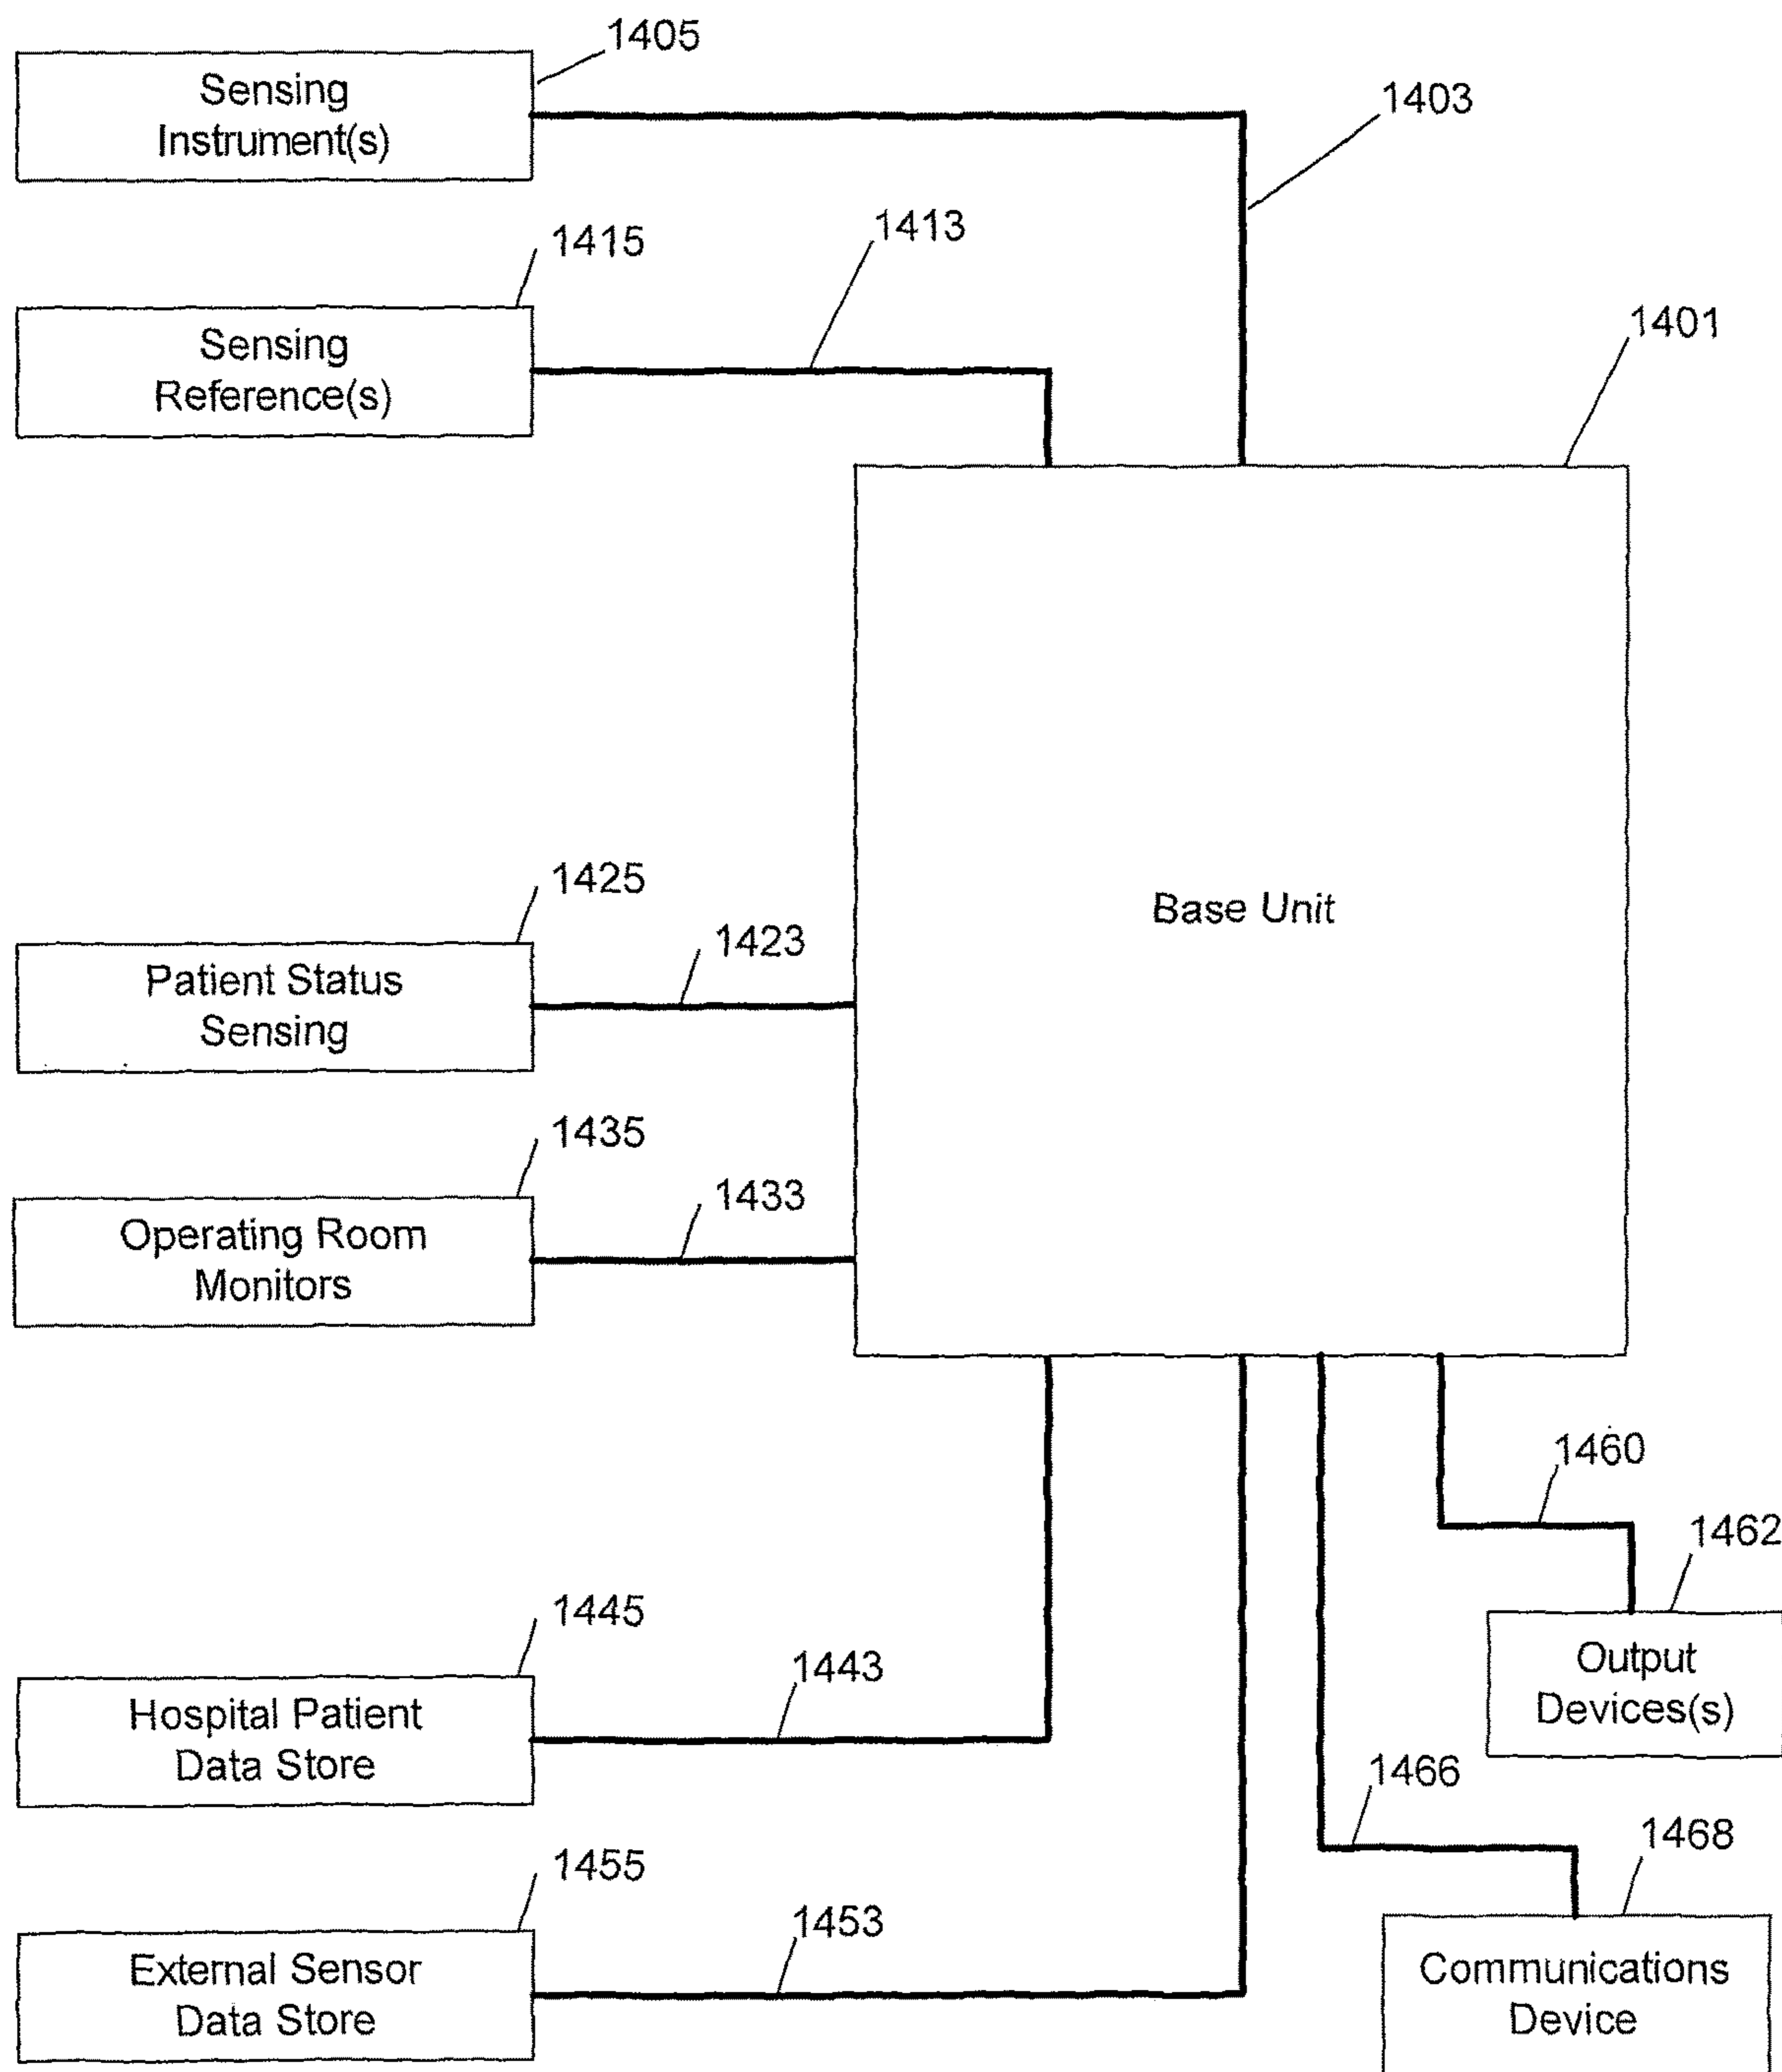 1405
Sensing
Instrument(s)
1403
1415
1413
Sensing
Reference(s)
1401
Base Unit
1425
1423
Patient Status
Sensing
1435
1433
Operating Room
Monitors
1460
1462
Output
Devices(s)
1445
1443
Hospital Patient
Data Store
1466
1468
Communications
Device
1455
1453
External Sensor
Data Store